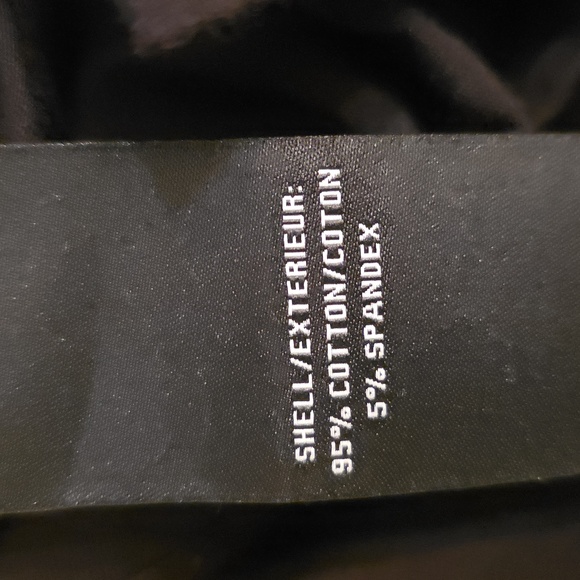 SHELL/EXTERIEUR:
95% COTTON/COTON
5% SPANDEX